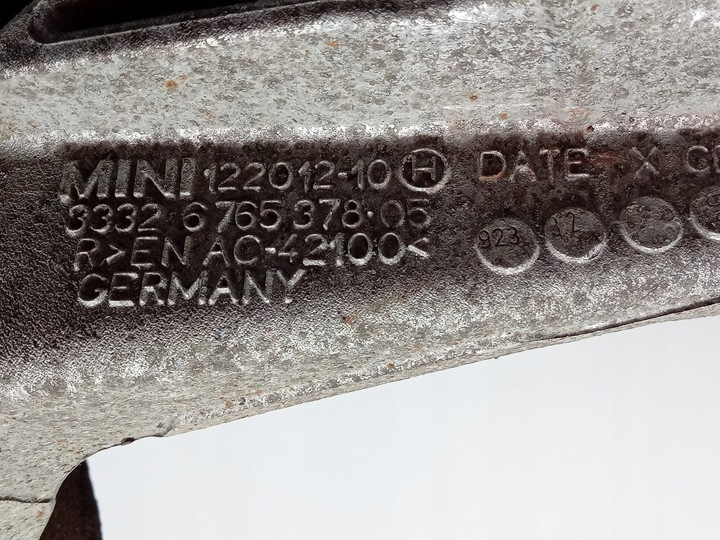 MINI 122012-10 H DATE X
3332 6 765 378·05
923 12
R>EN AC-42100<
GERMANY